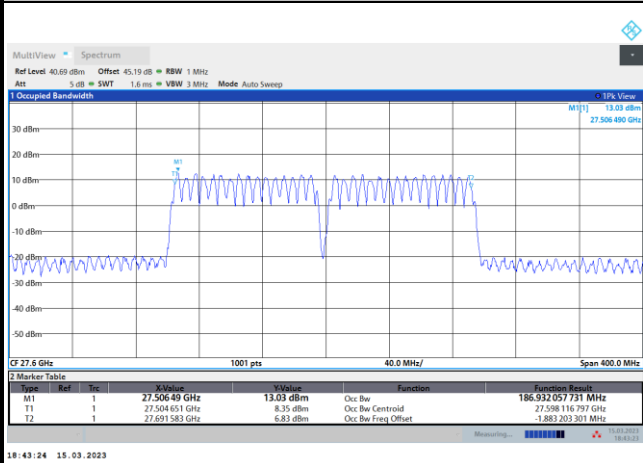 MultiView Spectrum
Ref Level 40.69 dBm Offset 45.19 dB RBW 1 MHz
Att 5 dB SWT 1.6 ms VBW 3 MHz Mode Auto Sweep
1 Occupied Bandwidth 1Pk View
M1[1] 13.03 dBm
27.506 490 GHz
30 dBm
20 dBm
M1
T1
T2
10 dBm
0 dBm
-10 dBm
-20 dBm
-30 dBm
-40 dBm
-50 dBm
CF 27.6 GHz 1001 pts 40.0 MHz/ Span 400.0 MHz
2 Marker Table
Type Ref Trc X-Value Y-Value Function Function Result
M1 1 27.506 49 GHz 13.03 dBm Occ Bw 186.932 057 731 MHz
T1 1 27.504 651 GHz 8.35 dBm Occ Bw Centroid 27.598 116 797 GHz
T2 1 27.691 583 GHz 6.83 dBm Occ Bw Freq Offset -1.883 203 301 MHz
Measuring... 15.03.2023
18:43:23
18:43:24 15.03.2023